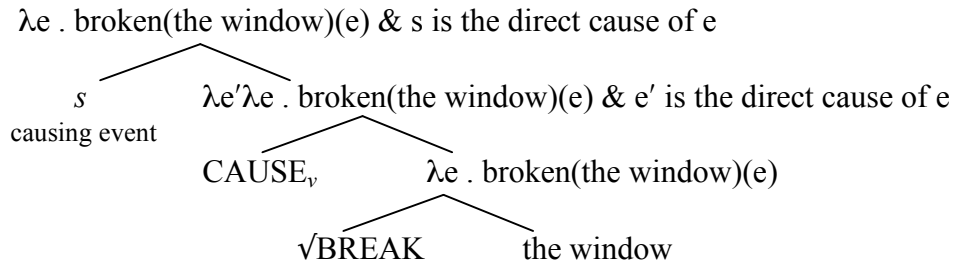 λe . broken(the window)(e) & s is the direct cause of e
s λe′λe . broken(the window)(e) & e′ is the direct cause of e
causing event
CAUSEv λe . broken(the window)(e)
√BREAK the window